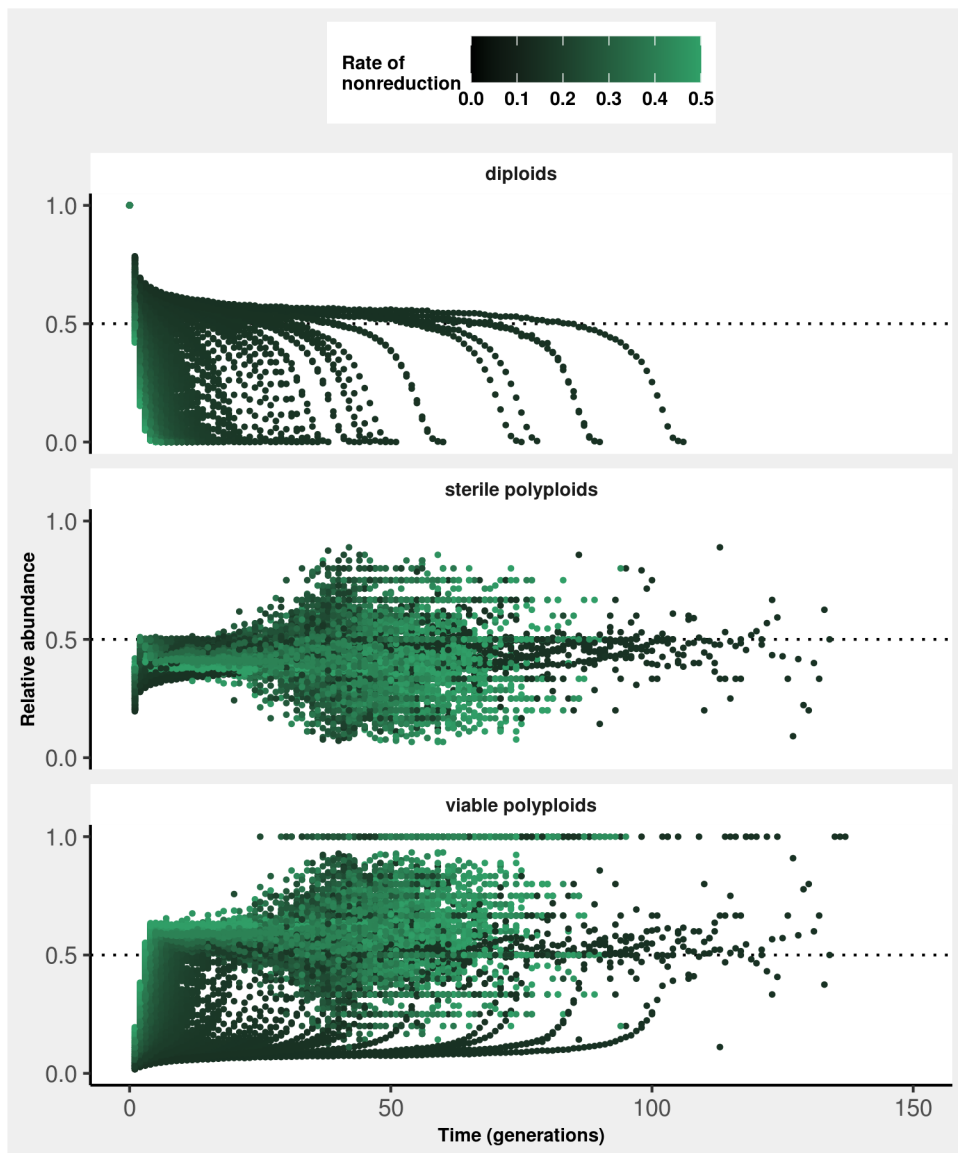 Rate of
nonreduction
0.0 0.1 0.2 0.3 0.4 0.5
diploids
1.0
0.5
0.0
sterile polyploids
1.0
0.5
0.0
Relative abundance
viable polyploids
1.0
0.5
0.0
0 50 100 150
Time (generations)